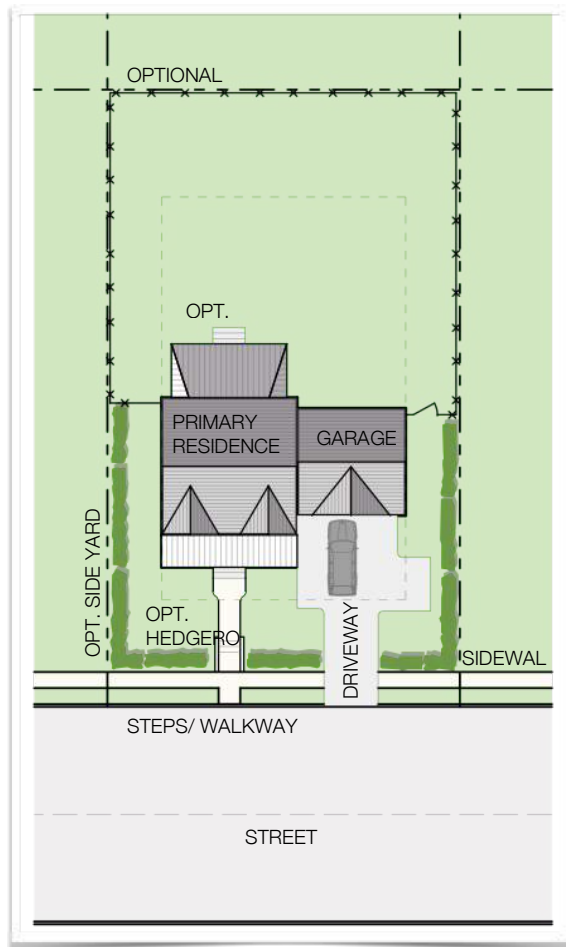 OPTIONAL
OPT.
PRIMARY
RESIDENCE
GARAGE
OPT. SIDE YARD
OPT.
HEDGERO
DRIVEWAY
SIDEWAL
STEPS/ WALKWAY
STREET